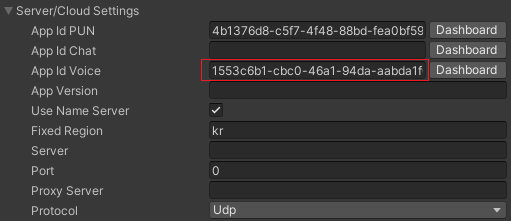 Server/Cloud Settings
App Id PUN 4b1376d8-c5f7-4f48-88bd-fea0bf59 Dashboard
App Id Chat Dashboard
App Id Voice 1553c6b1-cbc0-46a1-94da-aabda1f Dashboard
App Version
Use Name Server
Fixed Region kr
Server
Port 0
Proxy Server
Protocol Udp